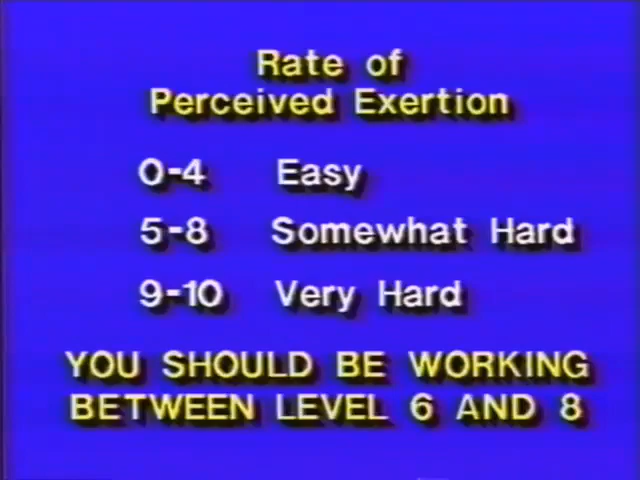 Rate of
Perceived Exertion
0-4 Easy
5-8 Somewhat Hard
9-10 Very Hard
YOU SHOULD BE WORKING
BETWEEN LEVEL 6 AND 8